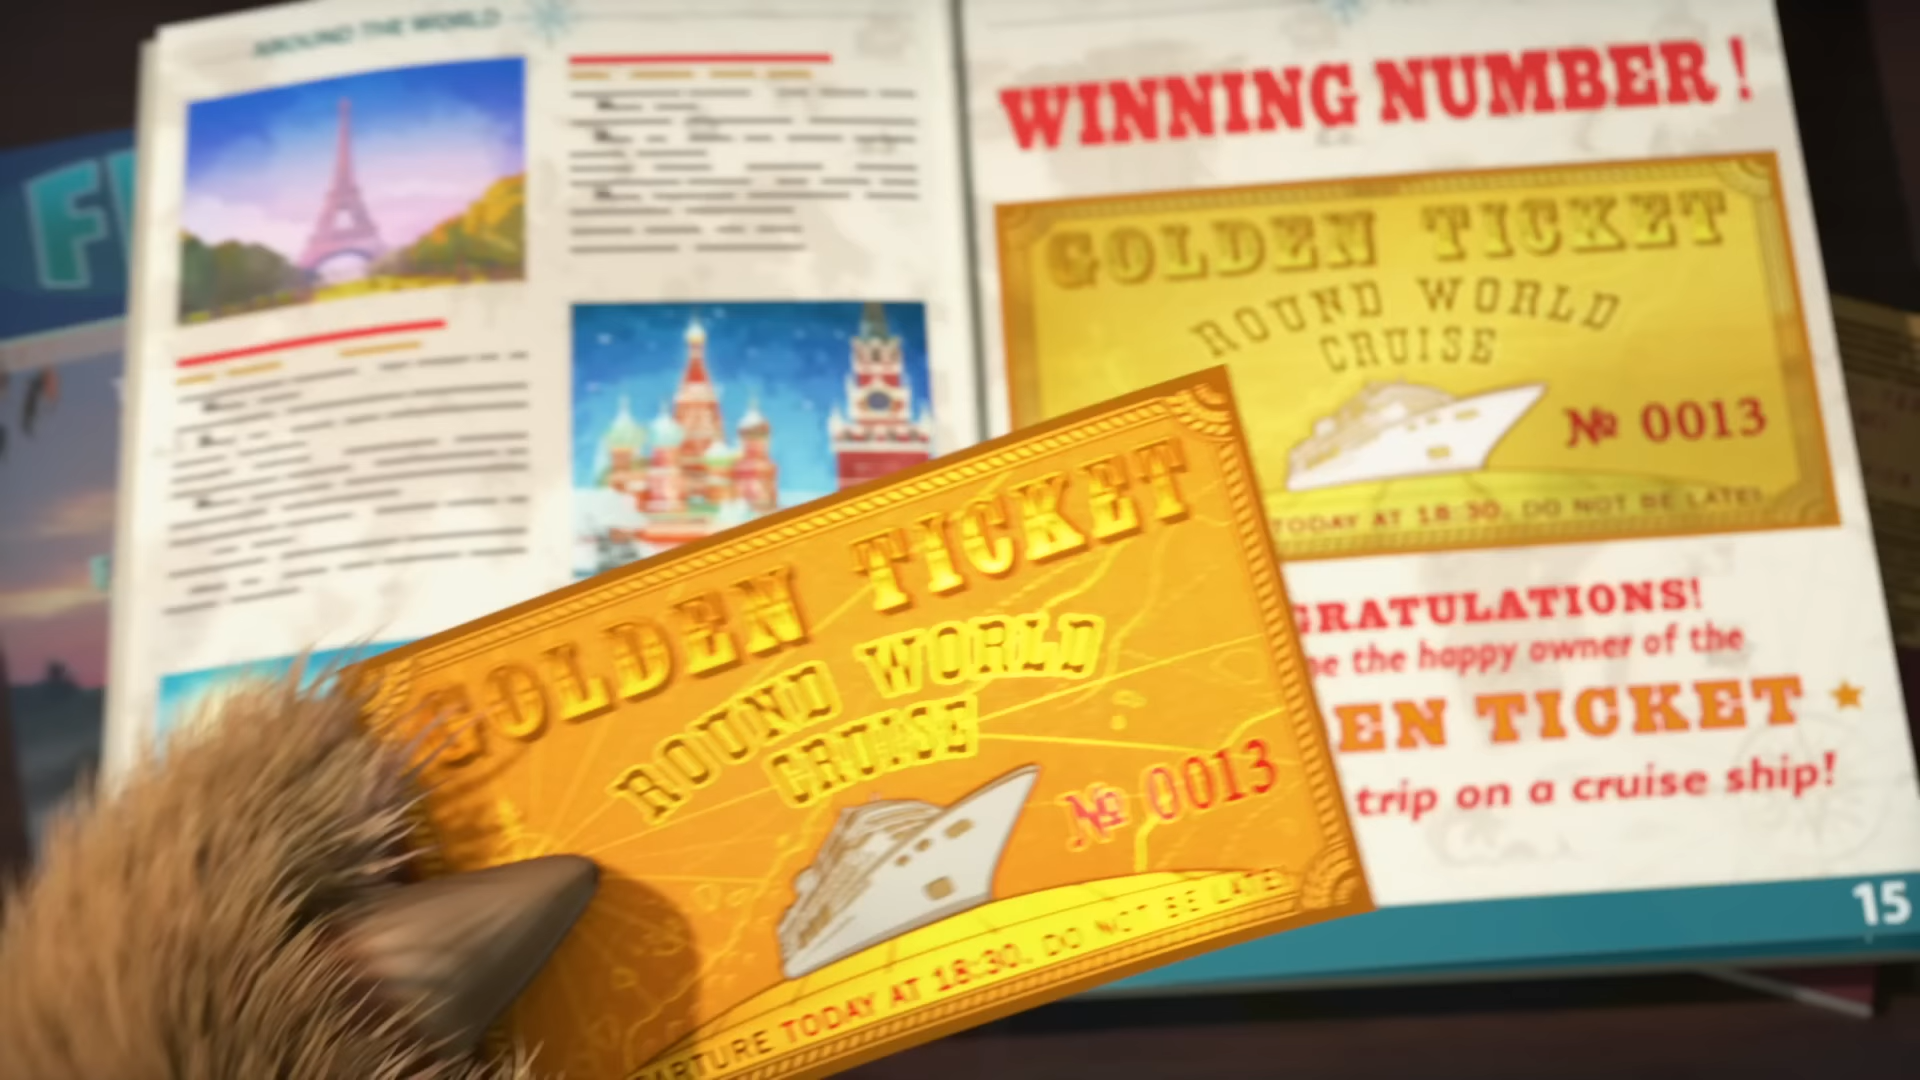 AROUND THE WORLD
WINNING NUMBER !
GOLDEN TICKET
ROUND WORLD
CRUISE
№ 0013
TODAY AT 18:30. DO NOT BE LATE!
GRATULATIONS!
the happy owner of the
EN TICKET
trip on a cruise ship!
15
GOLDEN TICKET
ROUND WORLD
CRUISE
№ 0013
PARTURE TODAY AT 18:30. DO NOT BE LATE!